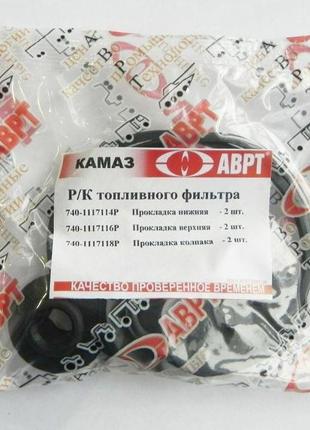 КАМАЗ
АВРТ®
Р/К топливного фильтра
740-1117114Р Прокладка нижняя - 2 шт.
740-1117116Р Прокладка верхняя - 2 шт.
740-1117118Р Прокладка колпака - 2 шт.
КАЧЕСТВО ПРОВЕРЕННОЕ ВРЕМЕНЕМ
АВРТ